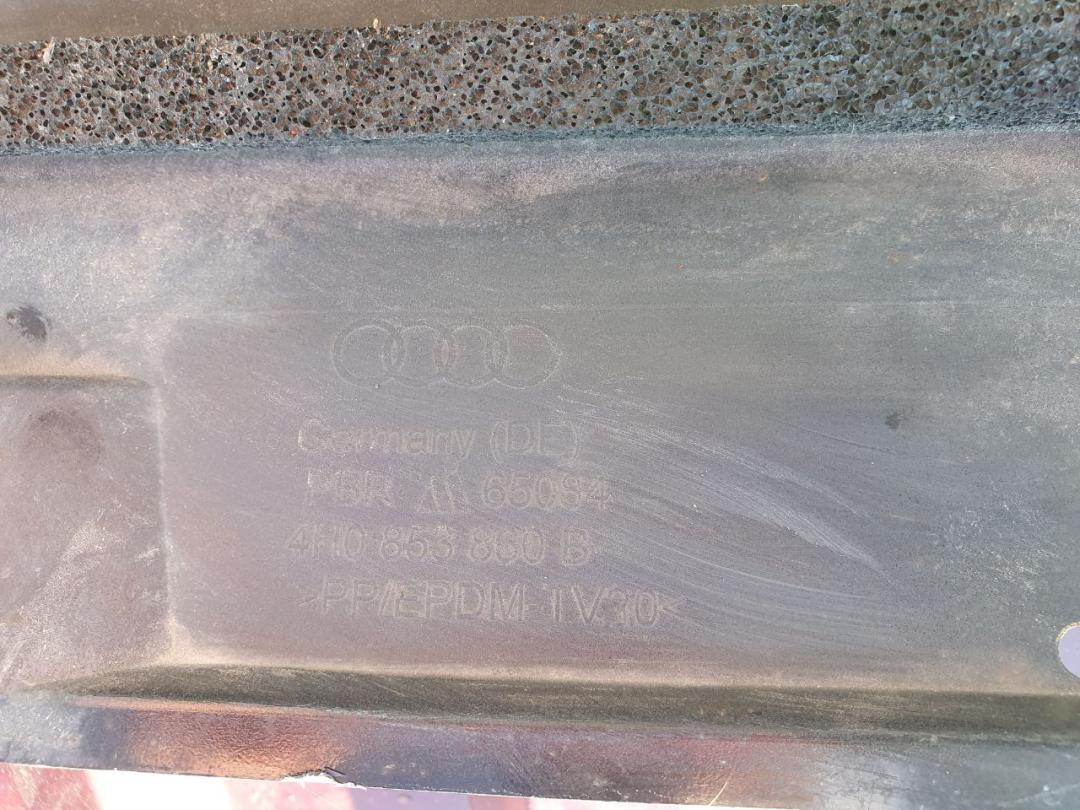 Germany (DE)
PBR 65084
4H0 853 860 B
>PP/EPDM-TV30<